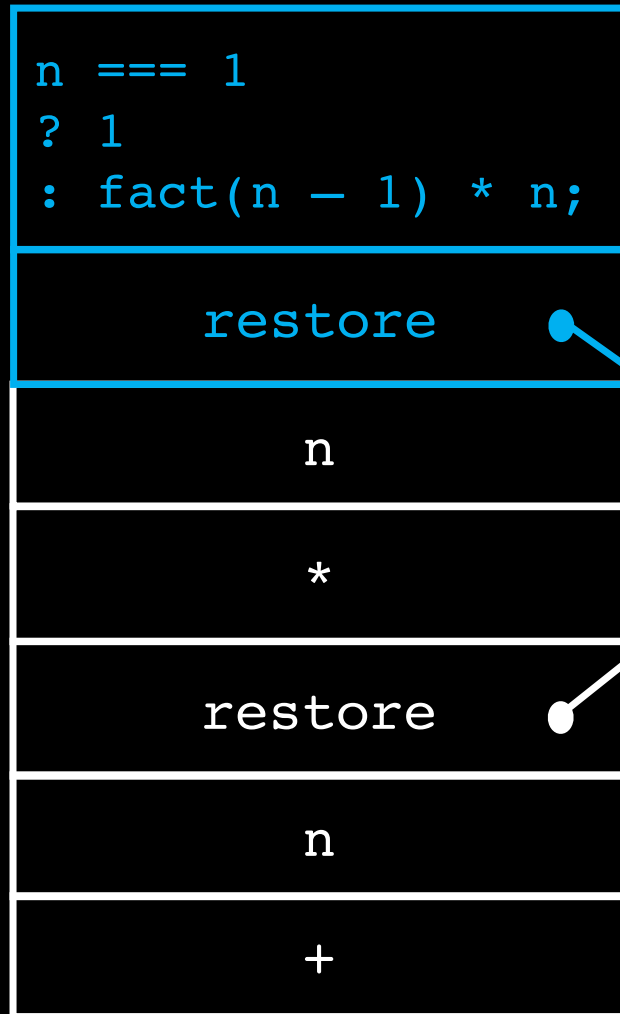 n === 1
? 1
: fact(n – 1) * n;
restore
n
*
restore
n
+